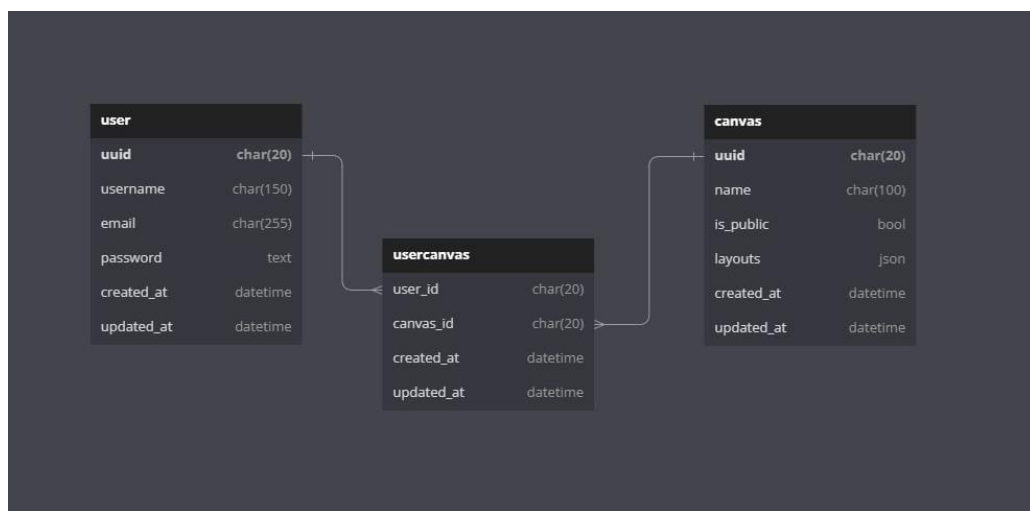 user
uuid char(20)
username char(150)
email char(255)
password text
created_at datetime
updated_at datetime
usercanvas
user_id char(20)
canvas_id char(20)
created_at datetime
updated_at datetime
canvas
uuid char(20)
name char(100)
is_public bool
layouts json
created_at datetime
updated_at datetime